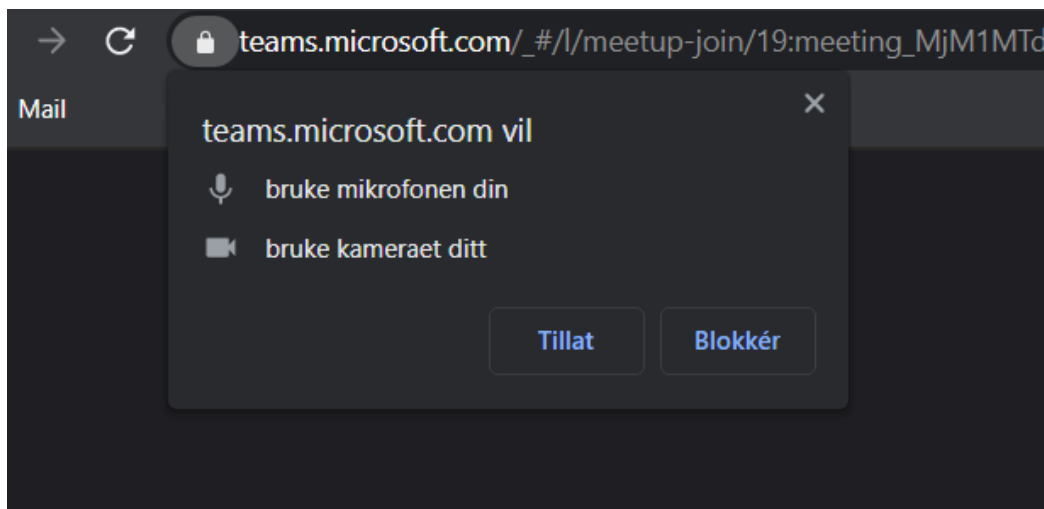 teams.microsoft.com/_#/l/meetup-join/19:meeting_MjM1MTd
Mail
teams.microsoft.com vil
bruke mikrofonen din
bruke kameraet ditt
Tillat Blokkér